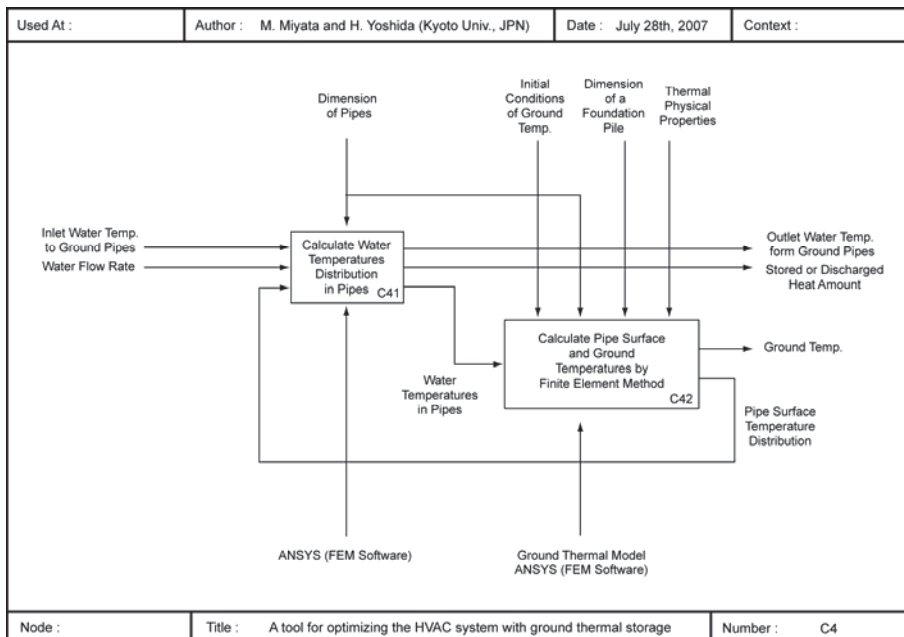 Used At :
Author : M. Miyata and H. Yoshida (Kyoto Univ., JPN)
Date : July 28th, 2007
Context :
Dimension
of Pipes
Initial
Conditions
of Ground
Temp.
Dimension
of a
Foundation
Pile
Thermal
Physical
Properties
Inlet Water Temp.
to Ground Pipes
Water Flow Rate
Calculate Water
Temperatures
Distribution
in Pipes
C41
Outlet Water Temp.
form Ground Pipes
Stored or Discharged
Heat Amount
Calculate Pipe Surface
and Ground
Temperatures by
Finite Element Method
C42
Ground Temp.
Water
Temperatures
in Pipes
Pipe Surface
Temperature
Distribution
ANSYS (FEM Software)
Ground Thermal Model
ANSYS (FEM Software)
Node :
Title : A tool for optimizing the HVAC system with ground thermal storage
Number : C4